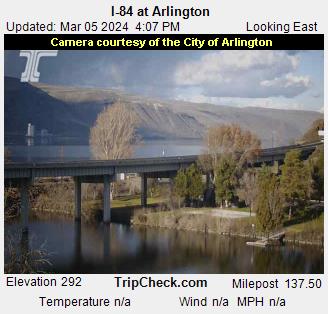 I-84 at Arlington
Updated: Mar 05 2024 4:07 PM Looking East
Camera courtesy of the City of Arlington
Elevation 292 TripCheck.com Milepost 137.50
Temperature n/a Wind n/a MPH n/a